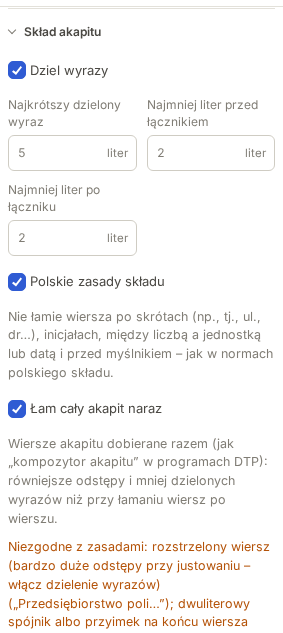 Skład akapitu
Dziel wyrazy
Najkrótszy dzielony wyraz
Najmniej liter przed łącznikiem
5 liter
2 liter
Najmniej liter po łączniku
2 liter
Polskie zasady składu
Nie łamie wiersza po skrótach (np., tj., ul.,
dr…), inicjałach, między liczbą a jednostką
lub datą i przed myślnikiem – jak w normach
polskiego składu.
Łam cały akapit naraz
Wiersze akapitu dobierane razem (jak
„kompozytor akapitu” w programach DTP):
równiejsze odstępy i mniej dzielonych
wyrazów niż przy łamaniu wiersz po
wierszu.
Niezgodne z zasadami: rozstrzelony wiersz
(bardzo duże odstępy przy justowaniu –
włącz dzielenie wyrazów)
(„Przedsiębiorstwo poli…”); dwuliterowy
spójnik albo przyimek na końcu wiersza